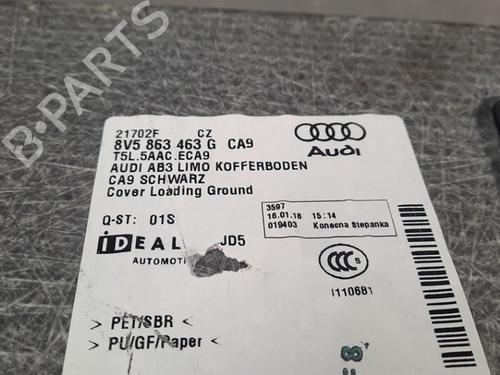 21702F CZ
8V5 863 463 G CA9
T5L.5AAC.ECA9
AUDI AB3 LIMO KOFFERBODEN
CA9 SCHWARZ
Cover Loading Ground
Audi
Q-ST: 01S
3597
16.01.18 15:14
019403 Konecna Stepanka
iDEAL JD5
AUTOMOTI
CCC S
I110681
> PET/SBR <
> PU/GF/Paper <
B-PARTS